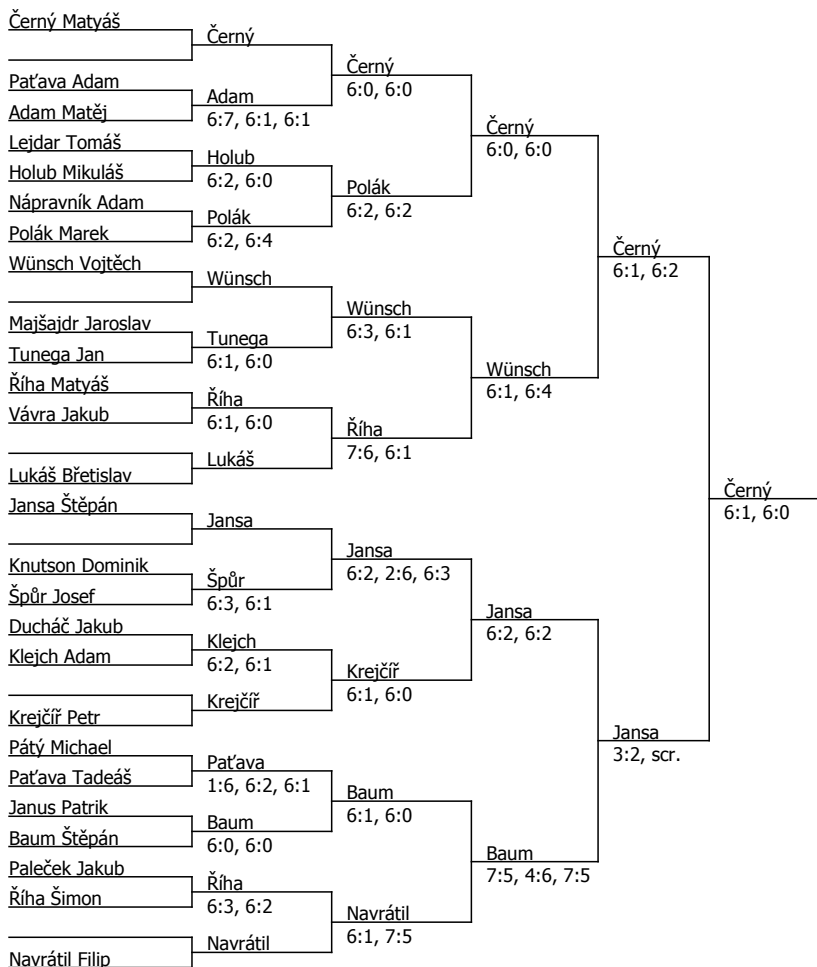 Černý Matyáš
Černý
Černý
6:0, 6:0
Paťava Adam
Adam
6:7, 6:1, 6:1
Adam Matěj
Černý
6:0, 6:0
Lejdar Tomáš
Holub
6:2, 6:0
Holub Mikuláš
Polák
6:2, 6:2
Nápravník Adam
Polák
6:2, 6:4
Polák Marek
Černý
6:1, 6:2
Wünsch Vojtěch
Wünsch
Wünsch
6:3, 6:1
Majšajdr Jaroslav
Tunega
6:1, 6:0
Tunega Jan
Wünsch
6:1, 6:4
Říha Matyáš
Říha
6:1, 6:0
Vávra Jakub
Říha
7:6, 6:1
Lukáš
Lukáš Břetislav
Černý
6:1, 6:0
Jansa Štěpán
Jansa
Jansa
6:2, 2:6, 6:3
Knutson Dominik
Špůr
6:3, 6:1
Špůr Josef
Jansa
6:2, 6:2
Ducháč Jakub
Klejch
6:2, 6:1
Klejch Adam
Krejčíř
6:1, 6:0
Krejčíř
Krejčíř Petr
Jansa
3:2, scr.
Pátý Michael
Paťava
1:6, 6:2, 6:1
Paťava Tadeáš
Baum
6:1, 6:0
Janus Patrik
Baum
6:0, 6:0
Baum Štěpán
Baum
7:5, 4:6, 7:5
Paleček Jakub
Říha
6:3, 6:2
Říha Šimon
Navrátil
6:1, 7:5
Navrátil
Navrátil Filip